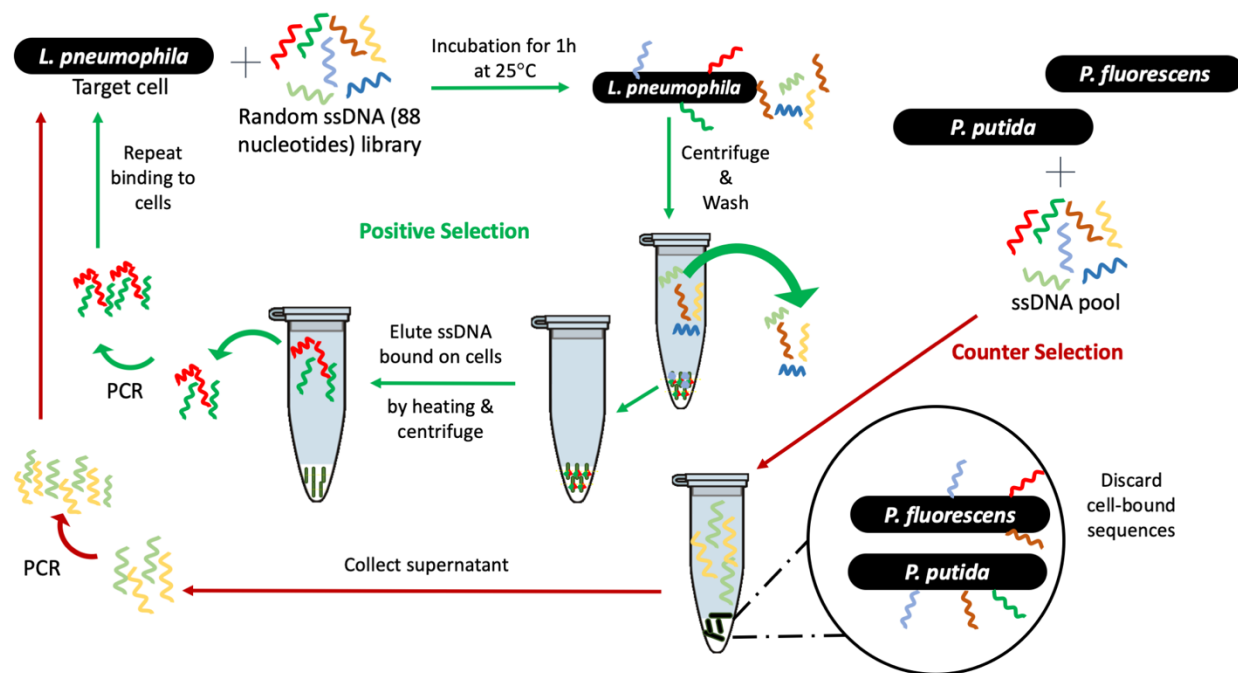 L. pneumophila
Target cell
Random ssDNA (88
nucleotides) library
Incubation for 1h
at 25°C
L. pneumophila
P. fluorescens
P. putida
Repeat
binding to
cells
Centrifuge
&
Wash
Positive Selection
ssDNA pool
Elute ssDNA
bound on cells
by heating &
centrifuge
Counter Selection
PCR
PCR
Collect supernatant
P. fluorescens
P. putida
Discard
cell-bound
sequences